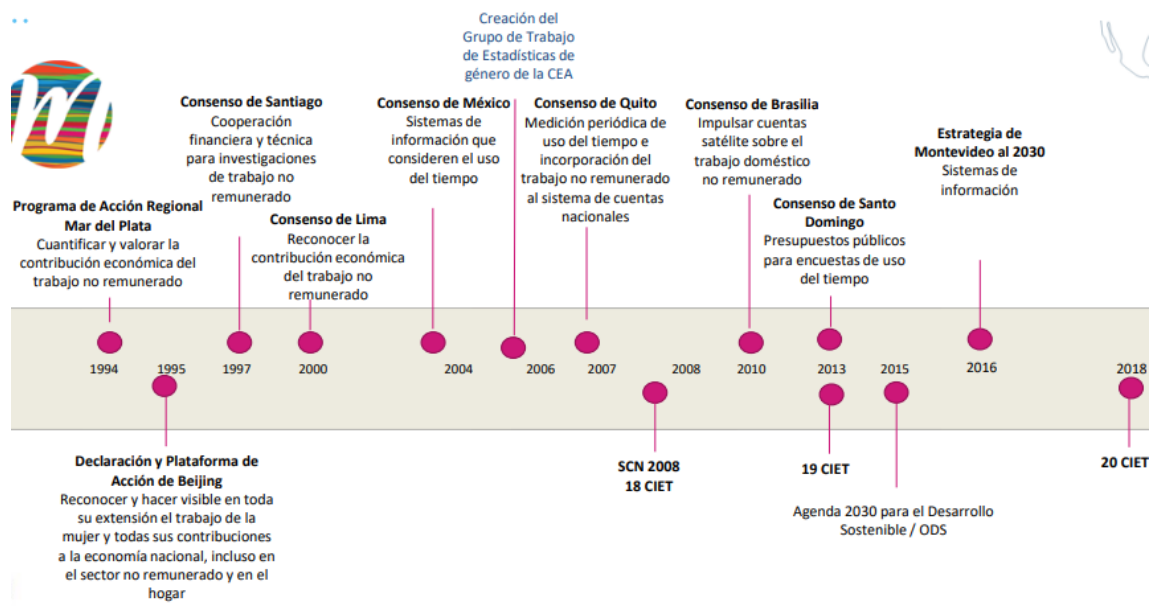 Creación del
Grupo de Trabajo
de Estadísticas de
género de la CEA
Programa de Acción Regional
Mar del Plata
Cuantificar y valorar la
contribución económica del
trabajo no remunerado
Consenso de Santiago
Cooperación
financiera y técnica
para investigaciones
de trabajo no
remunerado
Consenso de Lima
Reconocer la
contribución económica
del trabajo no
remunerado
Consenso de México
Sistemas de
información que
consideren el uso
del tiempo
Consenso de Quito
Medición periódica de
uso del tiempo e
incorporación del
trabajo no remunerado
al sistema de cuentas
nacionales
Consenso de Brasilia
Impulsar cuentas
satélite sobre el
trabajo doméstico
no remunerado
Consenso de Santo
Domingo
Presupuestos públicos
para encuestas de uso
del tiempo
Estrategia de
Montevideo al 2030
Sistemas de
información
1994 1995 1997 2000 2004 2006 2007 2008 2010 2013 2015 2016 2018
Declaración y Plataforma de
Acción de Beijing
Reconocer y hacer visible en toda
su extensión el trabajo de la
mujer y todas sus contribuciones
a la economía nacional, incluso en
el sector no remunerado y en el
hogar
SCN 2008
18 CIET
19 CIET
Agenda 2030 para el Desarrollo
Sostenible / ODS
20 CIET